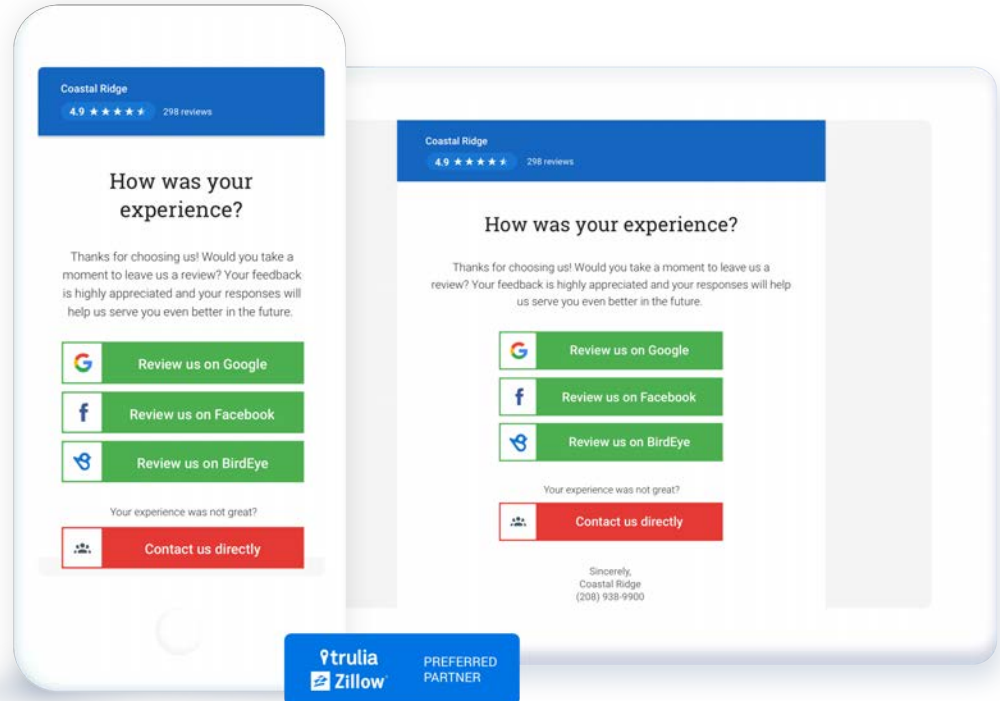 Coastal Ridge
4.9 ★★★★★ 298 reviews
How was your
experience?
Thanks for choosing us! Would you take a
moment to leave us a review? Your feedback
is highly appreciated and your responses will
help us serve you even better in the future.
Review us on Google
Review us on Facebook
Review us on BirdEye
Your experience was not great?
Contact us directly
Coastal Ridge
4.9 ★★★★★ 298 reviews
How was your experience?
Thanks for choosing us! Would you take a moment to leave us a
review? Your feedback is highly appreciated and your responses will help
us serve you even better in the future.
Review us on Google
Review us on Facebook
Review us on BirdEye
Your experience was not great?
Contact us directly
Sincerely,
Coastal Ridge
(208) 938-9900
trulia
Zillow
PREFERRED
PARTNER